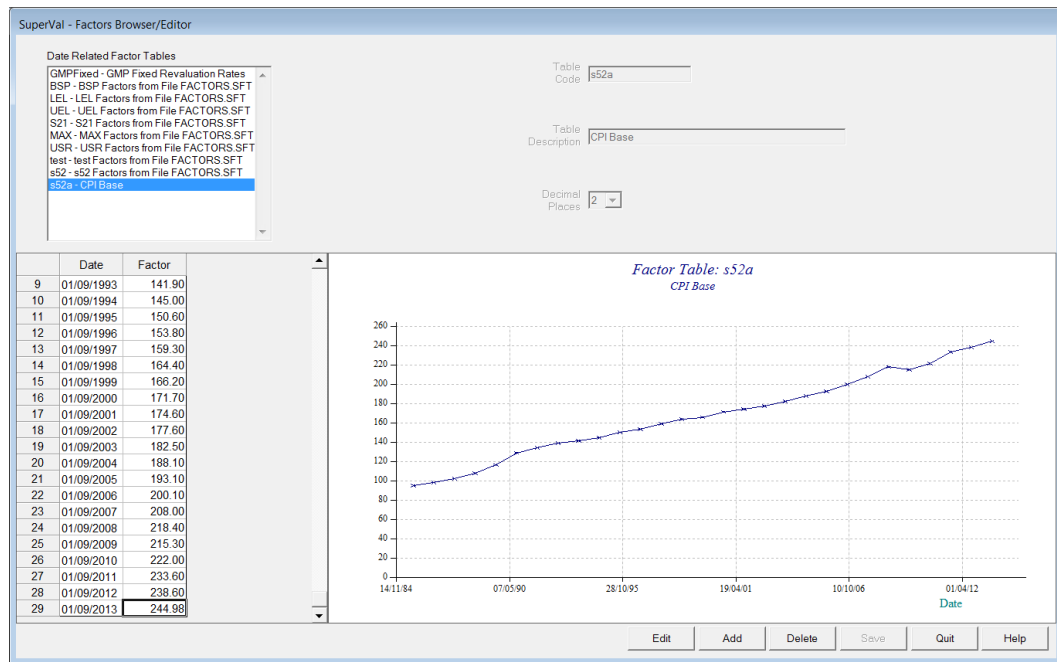 SuperVal - Factors Browser/Editor
Date Related Factor Tables
GMPFixed - GMP Fixed Revaluation Rates
BSP - BSP Factors from File FACTORS.SFT
LEL - LEL Factors from File FACTORS.SFT
UEL - UEL Factors from File FACTORS.SFT
S21 - S21 Factors from File FACTORS.SFT
MAX - MAX Factors from File FACTORS.SFT
USR - USR Factors from File FACTORS.SFT
test - test Factors from File FACTORS.SFT
s52 - s52 Factors from File FACTORS.SFT
s52a - CPI Base
Table
Code
s52a
Table
Description
CPI Base
Decimal
Places
2
Date Factor
9 01/09/1993 141.90
10 01/09/1994 145.00
11 01/09/1995 150.60
12 01/09/1996 153.80
13 01/09/1997 159.30
14 01/09/1998 164.40
15 01/09/1999 166.20
16 01/09/2000 171.70
17 01/09/2001 174.60
18 01/09/2002 177.60
19 01/09/2003 182.50
20 01/09/2004 188.10
21 01/09/2005 193.10
22 01/09/2006 200.10
23 01/09/2007 208.00
24 01/09/2008 218.40
25 01/09/2009 215.30
26 01/09/2010 222.00
27 01/09/2011 233.60
28 01/09/2012 238.60
29 01/09/2013 244.98
Factor Table: s52a
CPI Base
260
240
220
200
180
160
140
120
100
80
60
40
20
0
14/11/84 07/05/90 28/10/95 19/04/01 10/10/06 01/04/12
Date
Edit Add Delete Save Quit Help